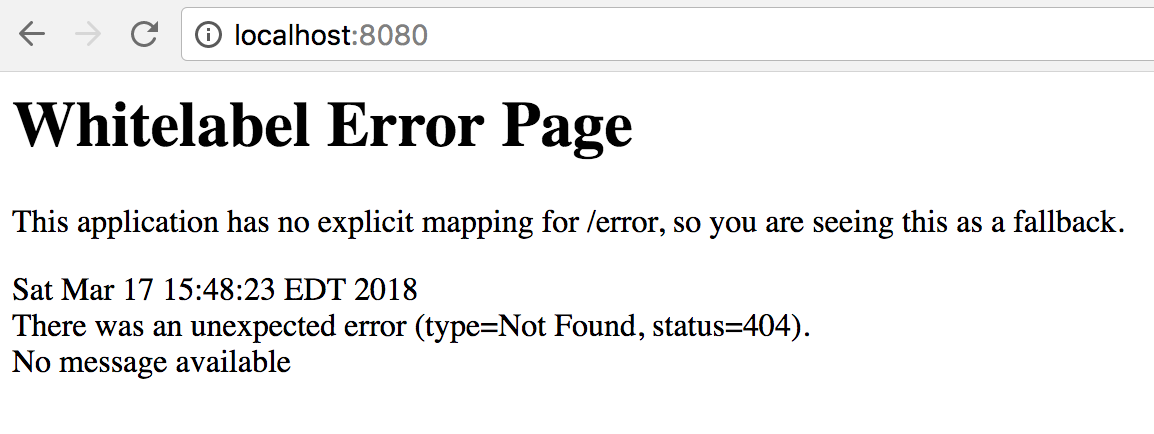 localhost:8080
Whitelabel Error Page
This application has no explicit mapping for /error, so you are seeing this as a fallback.
Sat Mar 17 15:48:23 EDT 2018
There was an unexpected error (type=Not Found, status=404).
No message available